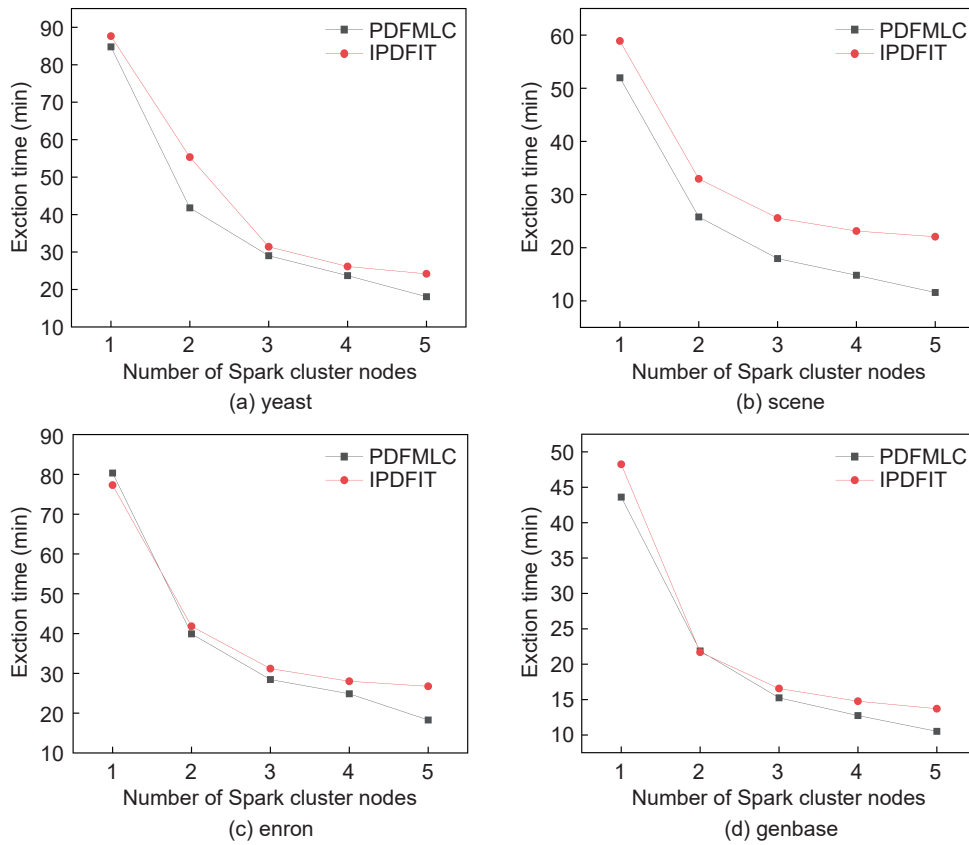 PDFMLC
IPDFIT
Exction time (min)
90
80
70
60
50
40
30
20
10
1 2 3 4 5
Number of Spark cluster nodes
(a) yeast
PDFMLC
IPDFIT
Exction time (min)
60
50
40
30
20
10
1 2 3 4 5
Number of Spark cluster nodes
(b) scene
PDFMLC
IPDFIT
Exction time (min)
90
80
70
60
50
40
30
20
10
1 2 3 4 5
Number of Spark cluster nodes
(c) enron
PDFMLC
IPDFIT
Exction time (min)
50
45
40
35
30
25
20
15
10
1 2 3 4 5
Number of Spark cluster nodes
(d) genbase